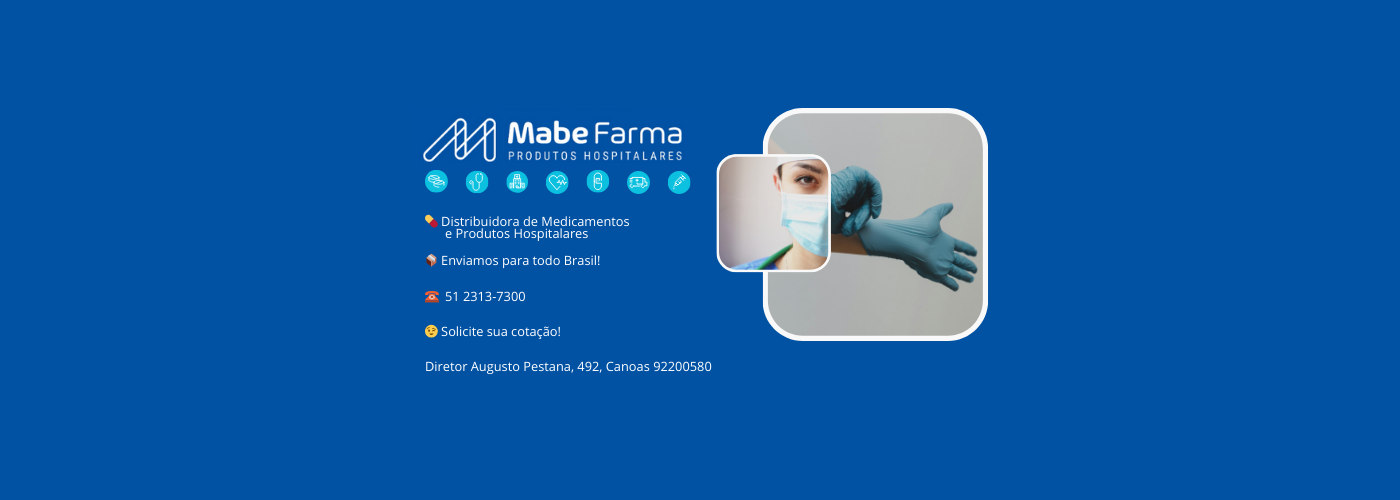 Mabe Farma
PRODUTOS HOSPITALARES
Distribuidora de Medicamentos
e Produtos Hospitalares
Enviamos para todo Brasil!
51 2313-7300
Solicite sua cotação!
Diretor Augusto Pestana, 492, Canoas 92200580